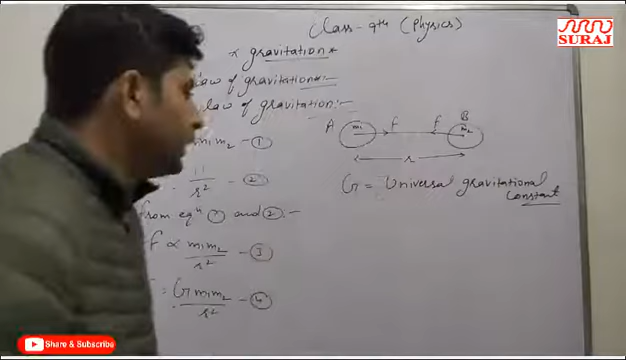 Class-9th (Physics)
SURAJ
* gravitation *
law of gravitation :-
law of gravitation :-
A
B
m1
F
F
m2
r
m1m2 - ①
1/r² - ②
G = Universal gravitational
constant
from eqn ① and ② :-
F ∝ m1m2/r² - ③
= G m1m2/r² - ④
SUBSCRIBE & SHARE